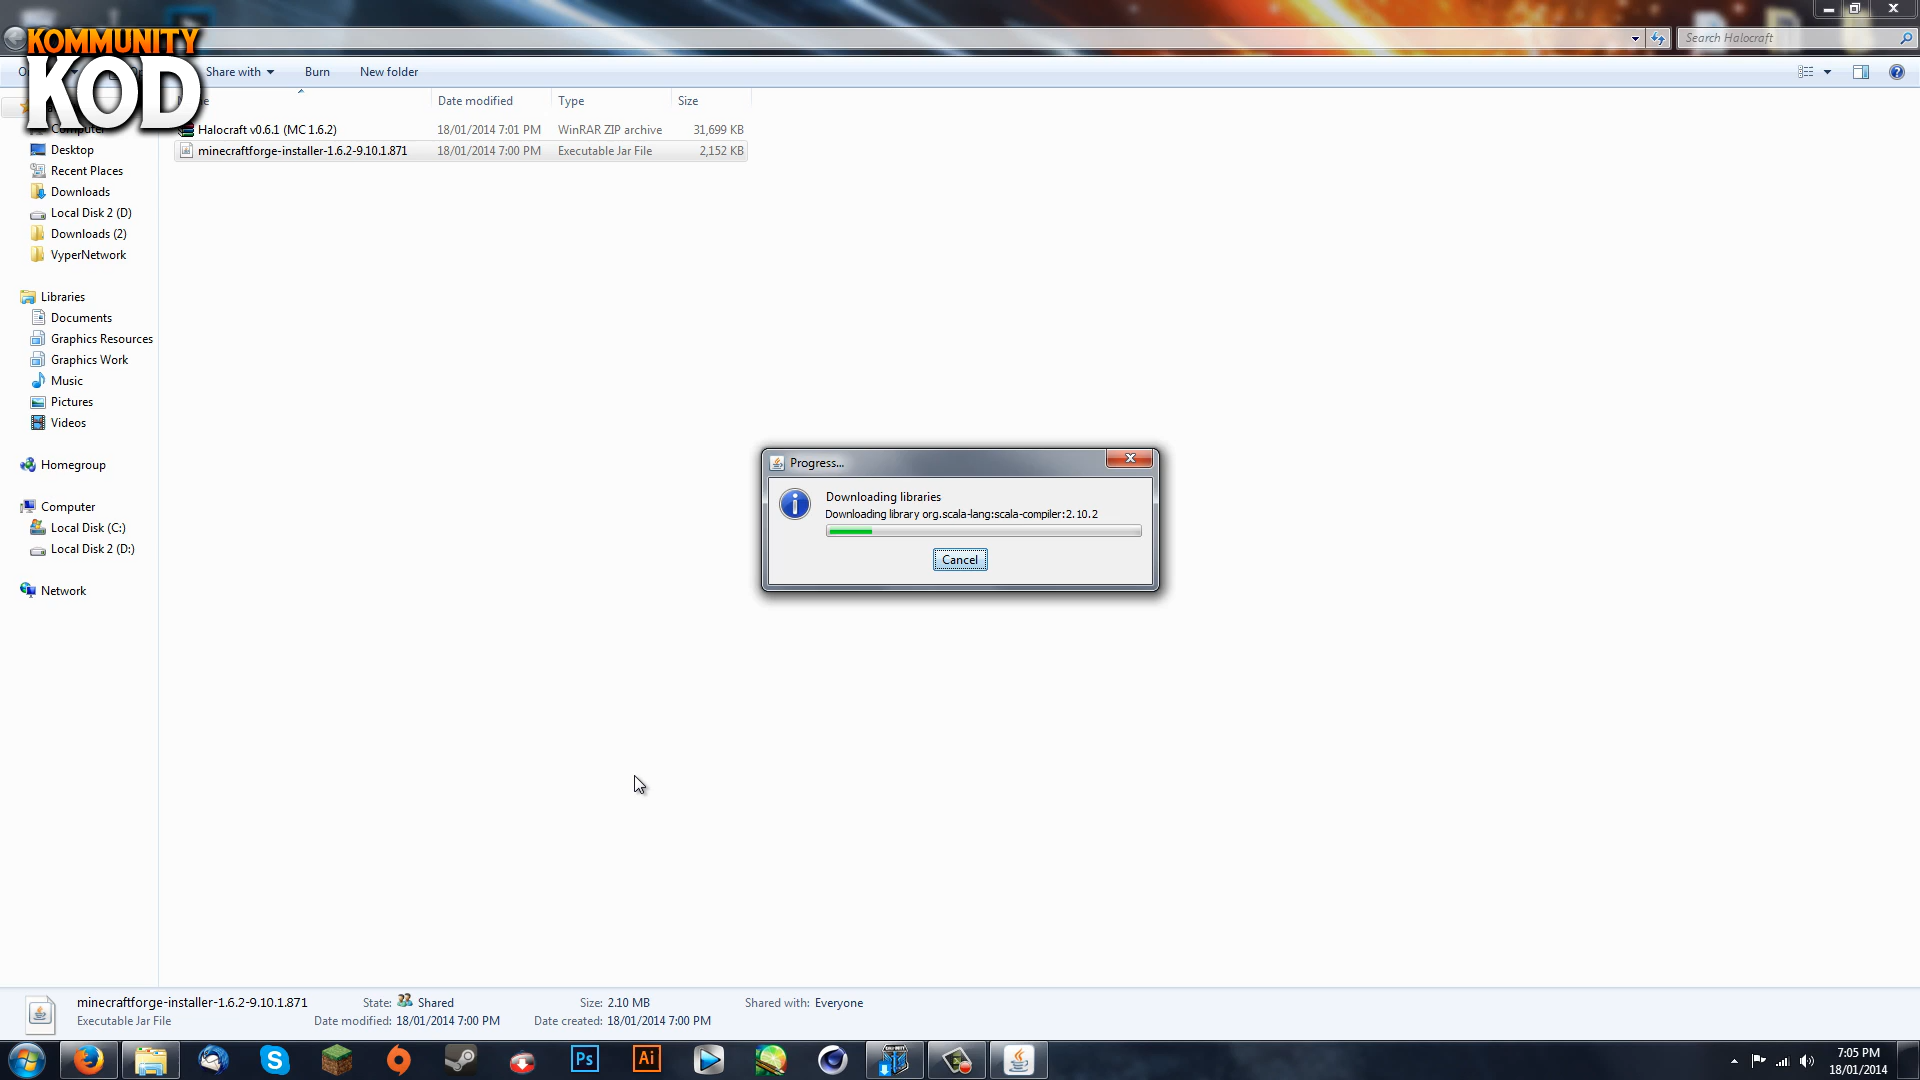 KOMMUNITY
KOD
Search Halocraft
Share with
Burn
New folder
Date modified
Type
Size
Halocraft v0.6.1 (MC 1.6.2)
18/01/2014 7:01 PM
WinRAR ZIP archive
31,699 KB
minecraftforge-installer-1.6.2-9.10.1.871
18/01/2014 7:00 PM
Executable Jar File
2,152 KB
Computer
Desktop
Recent Places
Downloads
Local Disk 2 (D)
Downloads (2)
VyperNetwork
Libraries
Documents
Graphics Resources
Graphics Work
Music
Pictures
Videos
Homegroup
Computer
Local Disk (C:)
Local Disk 2 (D:)
Network
Progress...
Downloading libraries
Downloading library org.scala-lang:scala-compiler:2.10.2
Cancel
minecraftforge-installer-1.6.2-9.10.1.871
State: Shared
Size: 2.10 MB
Shared with: Everyone
Executable Jar File
Date modified: 18/01/2014 7:00 PM
Date created: 18/01/2014 7:00 PM
Ps
Ai
7:05 PM
18/01/2014